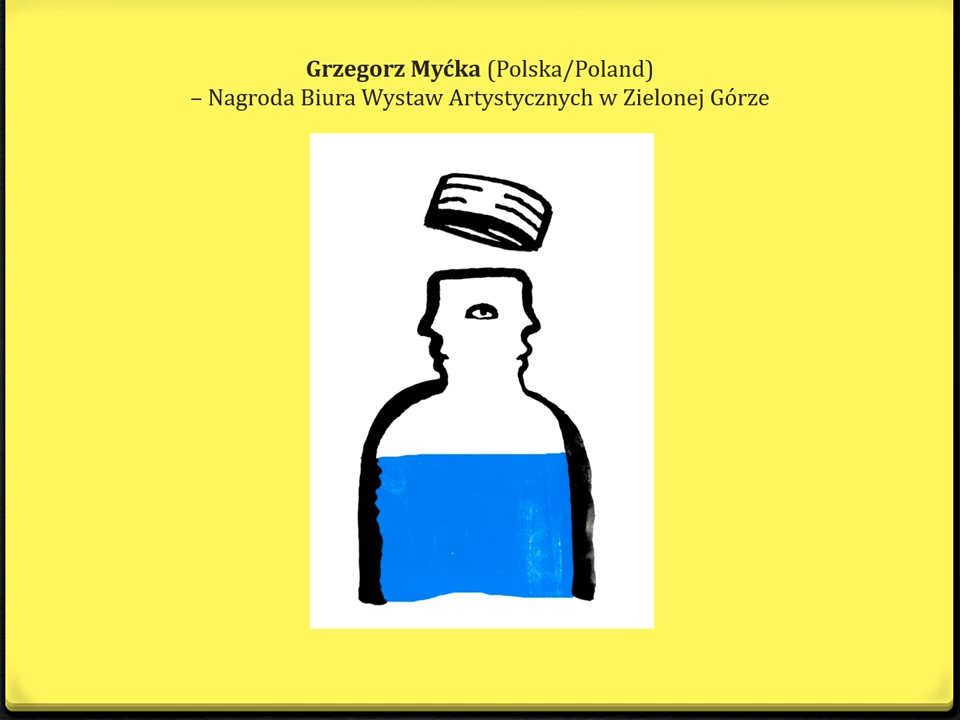 Grzegorz Myćka (Polska/Poland)
– Nagroda Biura Wystaw Artystycznych w Zielonej Górze